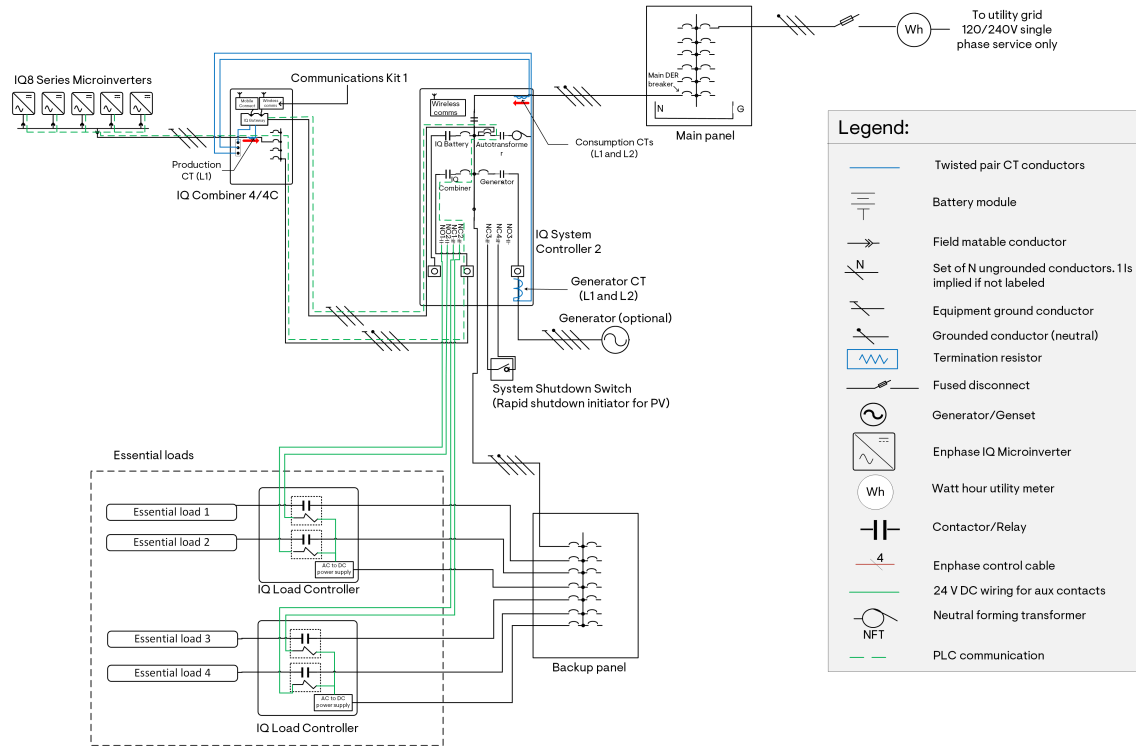 To utility grid
120/240V single
phase service only
Wh
Main DER
breaker
N
G
Main panel
IQ8 Series Microinverters
Communications Kit 1
Mobile
Connect
Wireless
comms
IQ Gateway
Production
CT (L1)
IQ Combiner 4/4C
Wireless
comms
Consumption CTs
(L1 and L2)
IQ Battery
Autotransforme
r
IQ
Combiner
Generator
NO1
NO2
NC1
NC2
NC3
NC4
NO3
IQ System
Controller 2
Generator CT
(L1 and L2)
Generator (optional)
System Shutdown Switch
(Rapid shutdown initiator for PV)
Essential loads
Essential load 1
Essential load 2
AC to DC
power supply
IQ Load Controller
Essential load 3
Essential load 4
AC to DC
power supply
IQ Load Controller
Backup panel
Legend:
Twisted pair CT conductors
Battery module
Field matable conductor
N
Set of N ungrounded conductors. 1 Is
implied if not labeled
Equipment ground conductor
Grounded conductor (neutral)
Termination resistor
Fused disconnect
Generator/Genset
Enphase IQ Microinverter
Wh
Watt hour utility meter
Contactor/Relay
4
Enphase control cable
24 V DC wiring for aux contacts
Neutral forming transformer
NFT
PLC communication